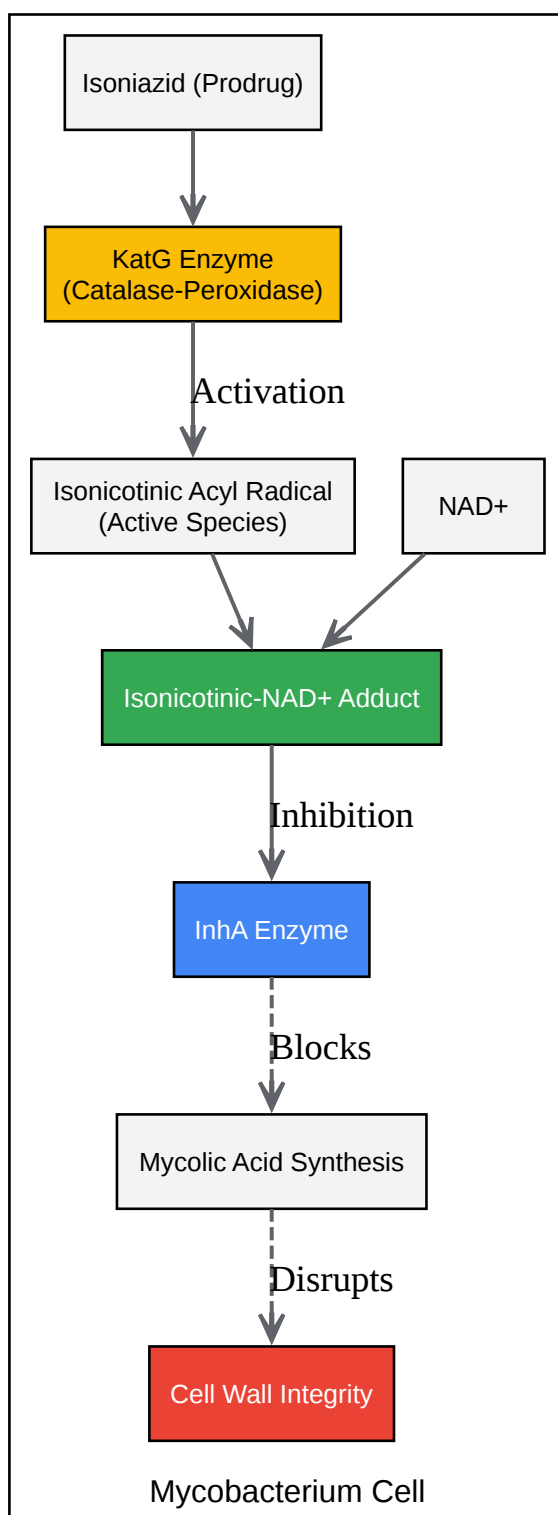 Isoniazid (Prodrug)
KatG Enzyme
(Catalase-Peroxidase)
Activation
Isonicotinic Acyl Radical
(Active Species)
NAD+
Isonicotinic-NAD+ Adduct
Inhibition
InhA Enzyme
Blocks
Mycolic Acid Synthesis
Disrupts
Cell Wall Integrity
Mycobacterium Cell